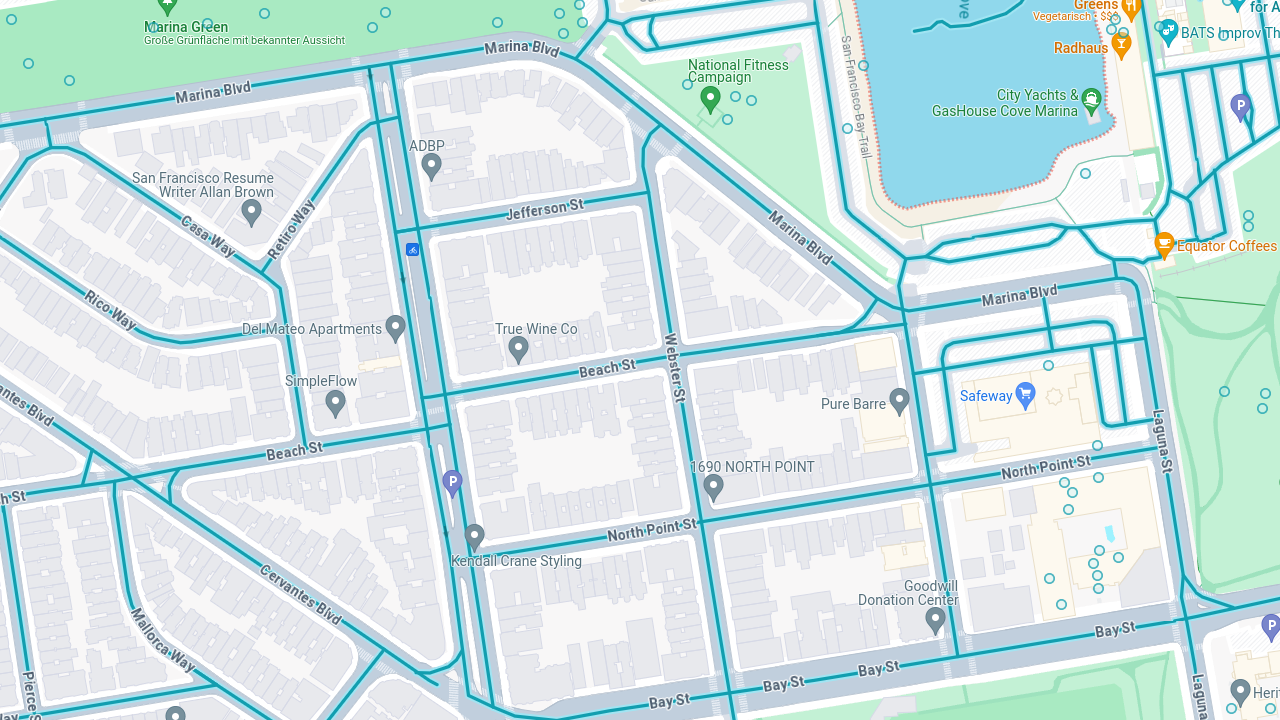 Greens
Vegetarisch • $$$
for A
Marina Green
Große Grünfläche mit bekannter Aussicht
BATS Improv Th
Marina Blvd
Radhaus
National Fitness
Campaign
San Francisco Bay Trail
City Yachts &
GasHouse Cove Marina
Marina Blvd
ADBP
San Francisco Resume
Writer Allan Brown
Jefferson St
Casa Way
Retiro Way
Marina Blvd
Equator Coffees
Rico Way
Marina Blvd
Del Mateo Apartments
True Wine Co
Webster St
Beach St
SimpleFlow
Pure Barre
Safeway
antes Blvd
Laguna St
Beach St
1690 NORTH POINT
North Point St
h St
P
North Point St
Kendall Crane Styling
Cervantes Blvd
Goodwill
Donation Center
Mallorca Way
Bay St
P
Bay St
Bay St
Bay St
Pierce S
Laguna
Heri
P
ove